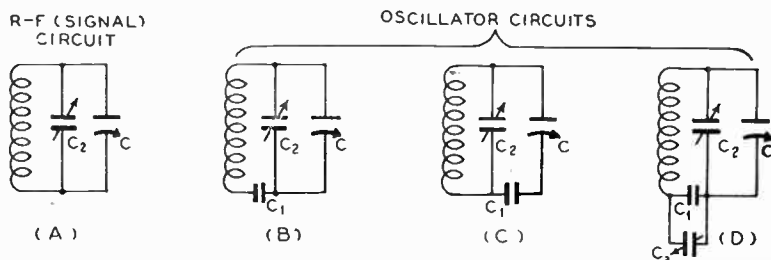 R-F (SIGNAL)
CIRCUIT
OSCILLATOR CIRCUITS
C2 C
C2 C
C1
C2 C
C1
C2 C
C1
C3
(A) (B) (C) (D)